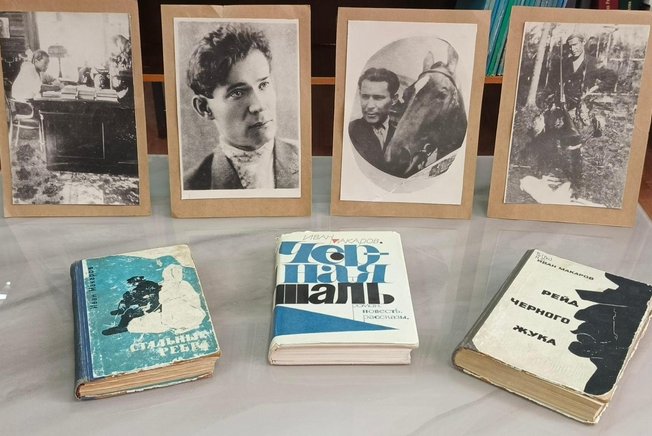 Иван Макаров
СТАЛЬНЫЕ
РЕБРА
ИВАН МАКАРОВ
Чер-
ная
шаль
роман
повесть
рассказы
ИВАН МАКАРОВ
РЕЙД
ЧЕРНОГО
ЖУКА